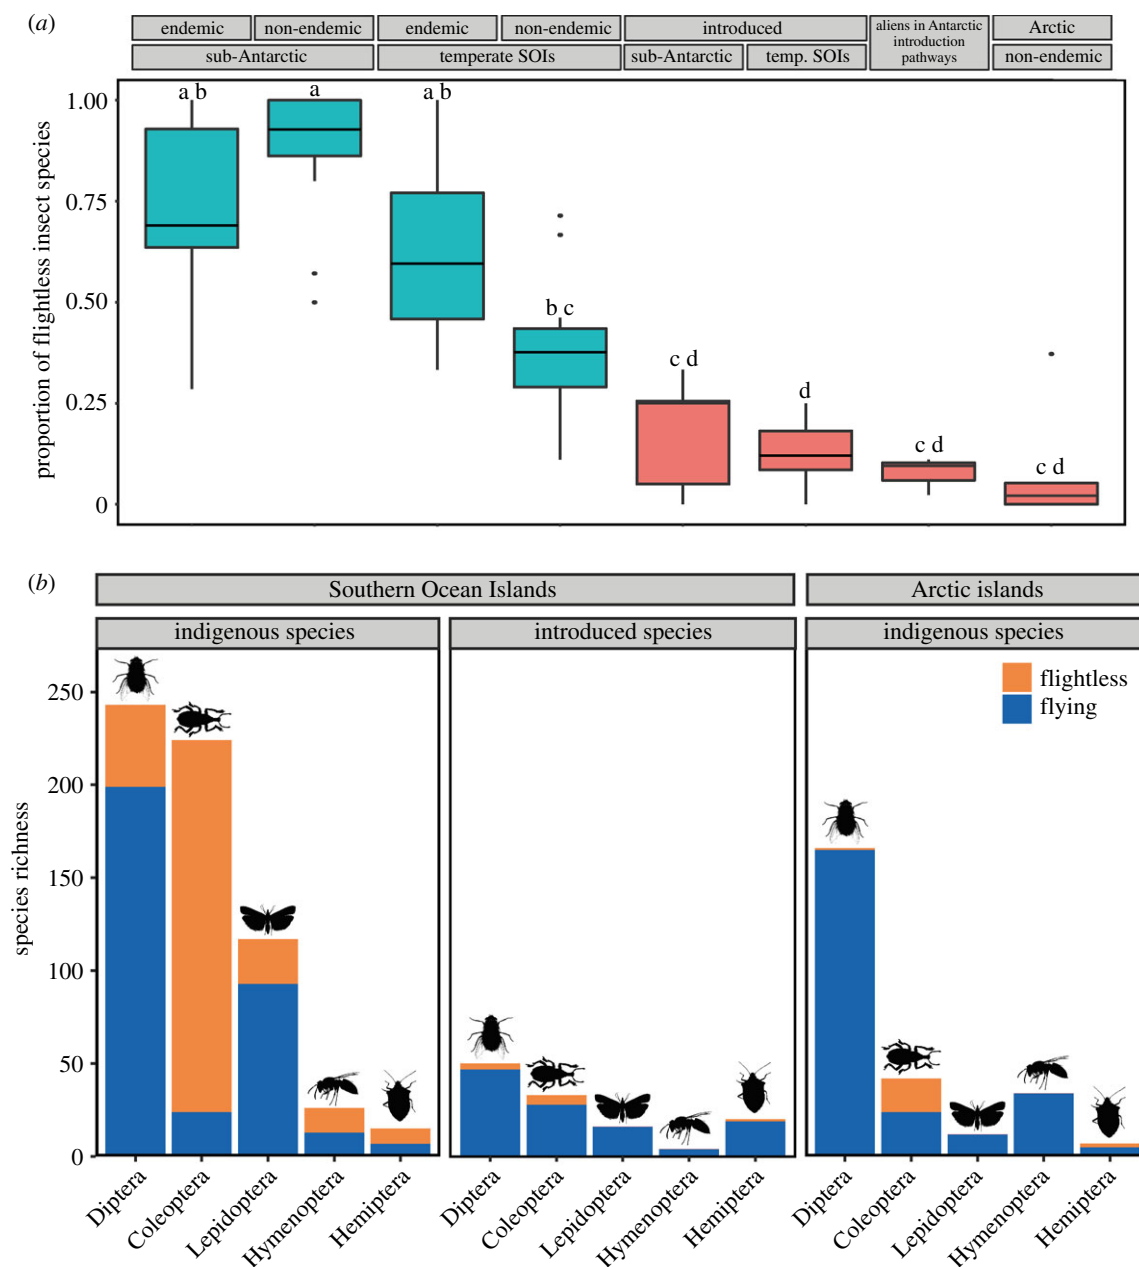 (a)
endemic non-endemic endemic non-endemic introduced aliens in Antarctic introduction pathways Arctic
sub-Antarctic temperate SOIs sub-Antarctic temp. SOIs non-endemic
proportion of flightless insect species
1.00
0.75
0.50
0.25
0
a b
a
a b
b c
c d
d
c d
c d
(b)
Southern Ocean Islands Arctic islands
indigenous species introduced species indigenous species
flightless
flying
species richness
250
200
150
100
50
0
Diptera Coleoptera Lepidoptera Hymenoptera Hemiptera Diptera Coleoptera Lepidoptera Hymenoptera Hemiptera Diptera Coleoptera Lepidoptera Hymenoptera Hemiptera